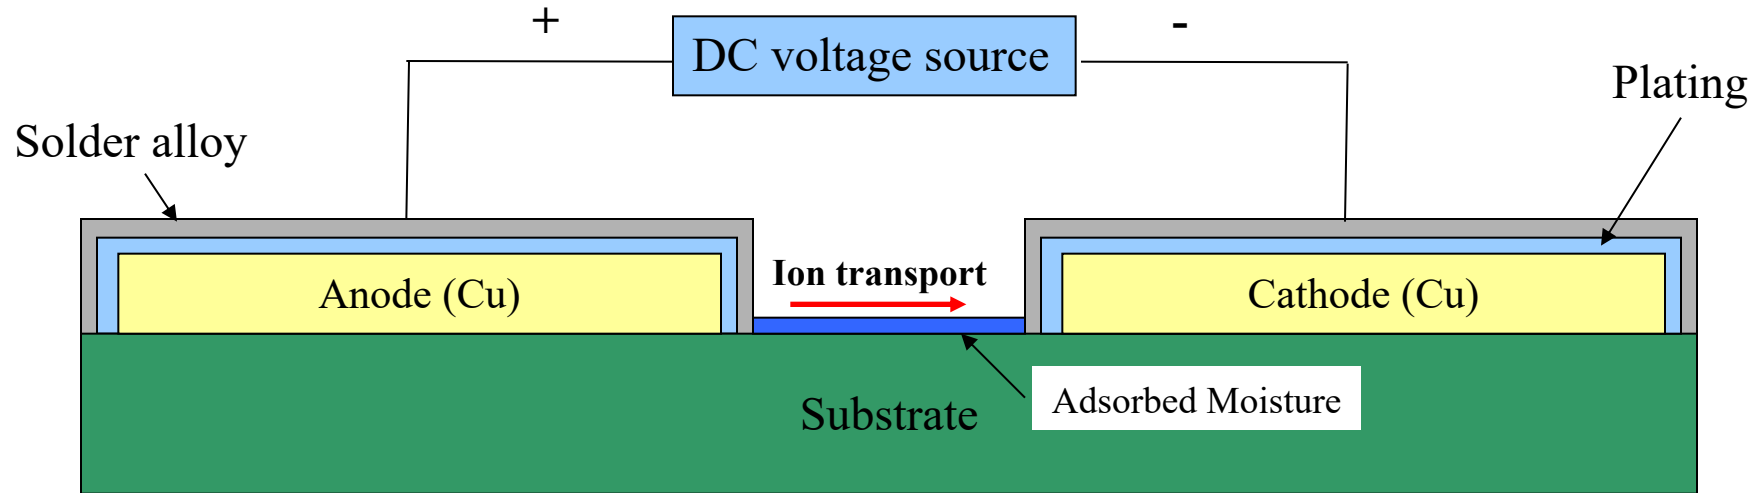 +
-
DC voltage source
Plating
Solder alloy
Ion transport
Anode (Cu)
Cathode (Cu)
Adsorbed Moisture
Substrate